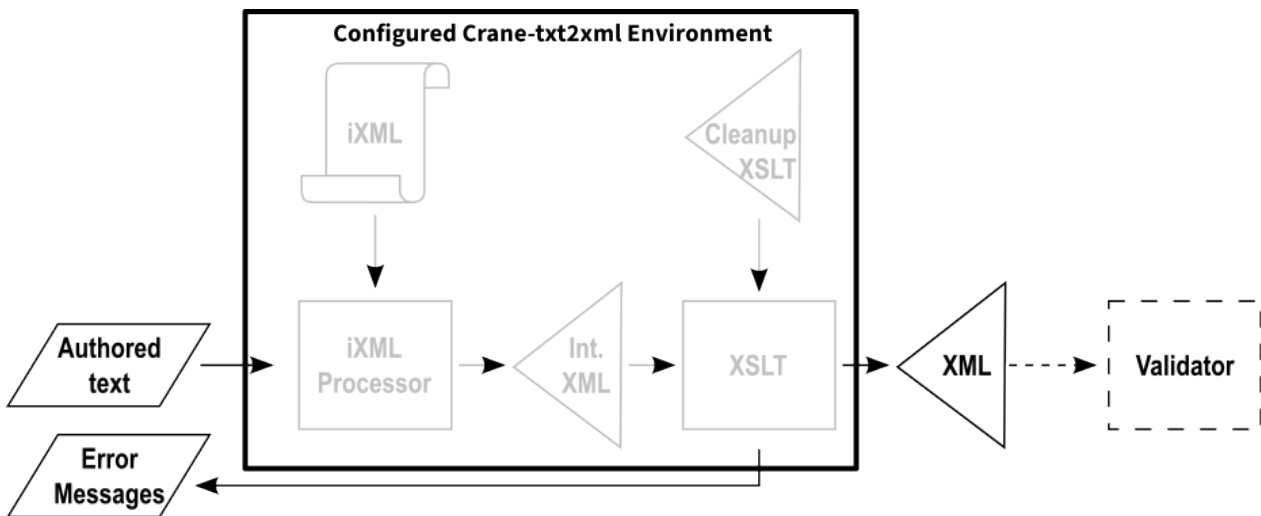 Configured Crane-txt2xml Environment
iXML
Cleanup
XSLT
Authored
text
iXML
Processor
Int.
XML
XSLT
XML
Validator
Error
Messages